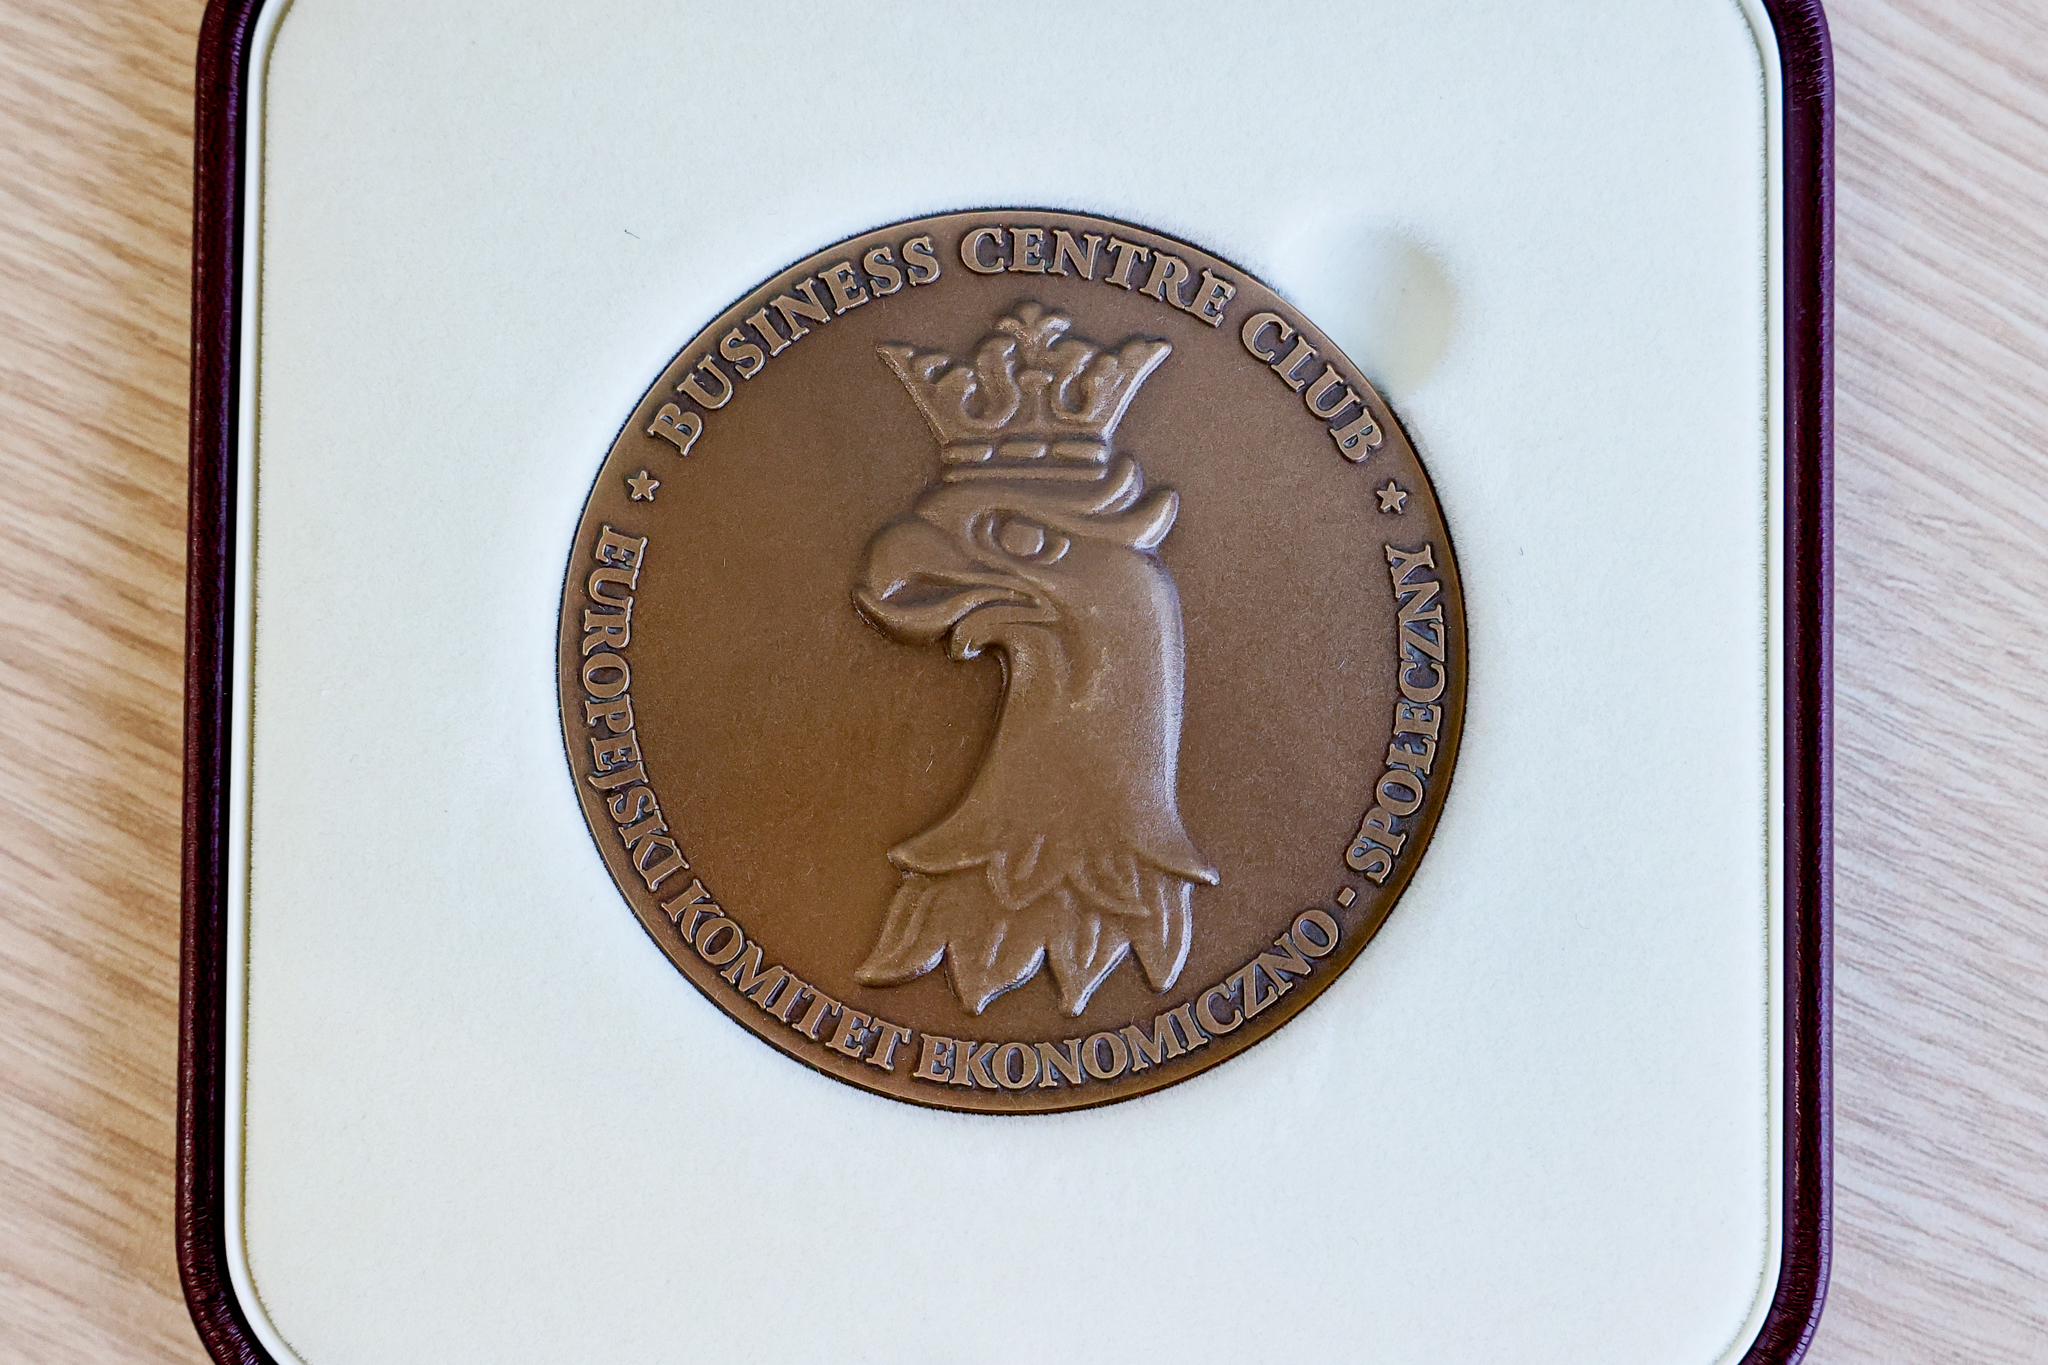 BUSINESS CENTRE CLUB
EUROPEJSKI KOMITET EKONOMICZNO - SPOŁECZNY